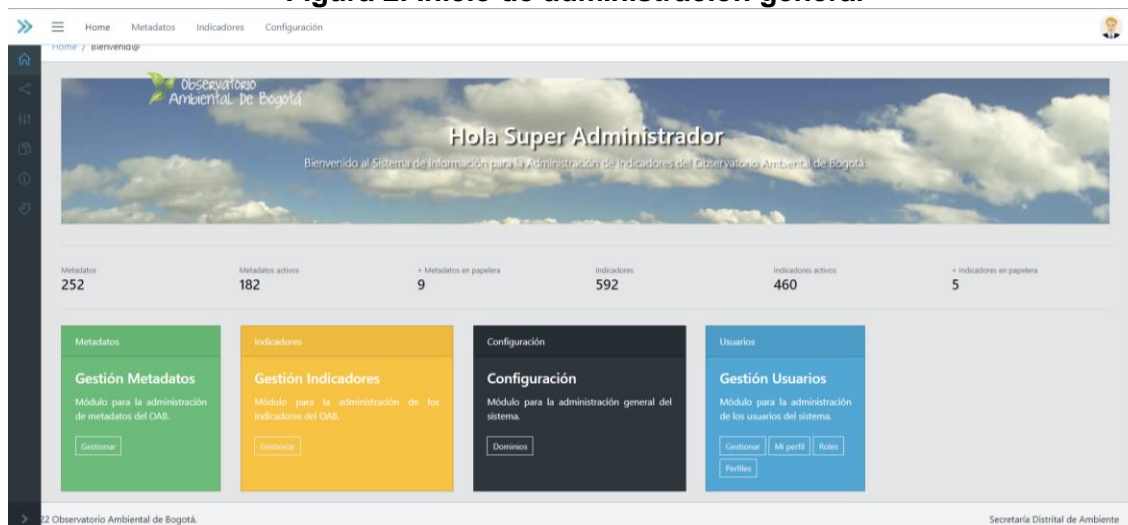 Figura 2. Inicio de administración general
Home Metadatos Indicadores Configuración
Home / Bienvenid@
Observatorio
Ambiental De Bogotá
Hola Super Administrador
Bienvenido al Sistema de Información para la Administración de Indicadores del Observatorio Ambiental de Bogotá.
Metadatos Metadatos activos + Metadatos en papelera Indicadores Indicadores activos + Indicadores en papelera
252 182 9 592 460 5
Metadatos Indicadores Configuración Usuarios
Gestión Metadatos Gestión Indicadores Configuración Gestión Usuarios
Módulo para la administración Módulo para la administración de los Módulo para la administración general del Módulo para la administración
de metadatos del OAB. indicadores del OAB. sistema. de los usuarios del sistema.
Gestionar Gestionar Dominios Gestionar Mi perfil Roles
Perfiles
22 Observatorio Ambiental de Bogotá. Secretaría Distrital de Ambiente